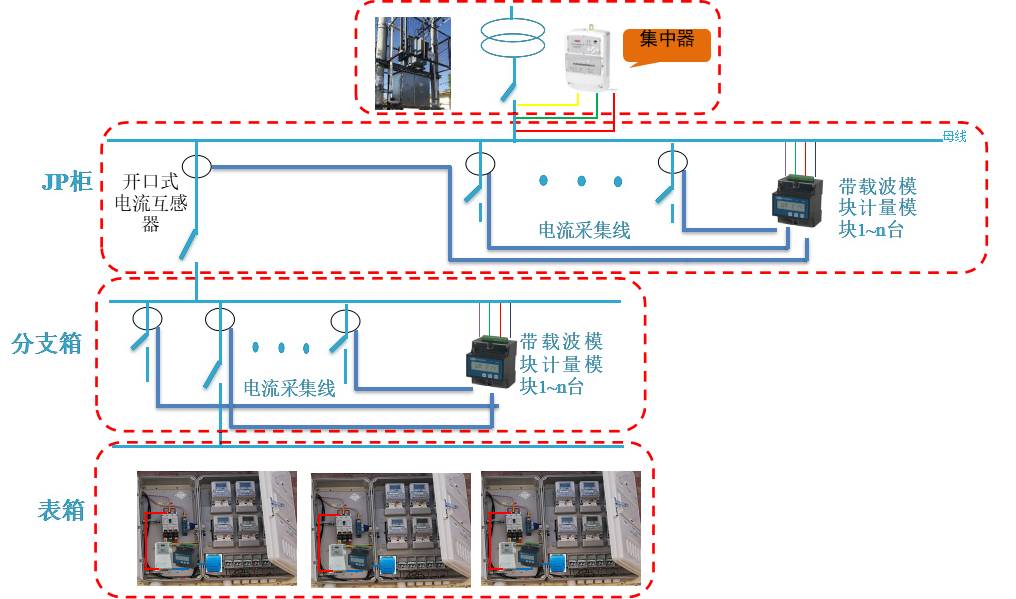 集中器
母线
JP柜
开口式
电流互感
器
电流采集线
带载波模
块计量模
块1~n台
分支箱
电流采集线
带载波模
块计量模
块1~n台
表箱